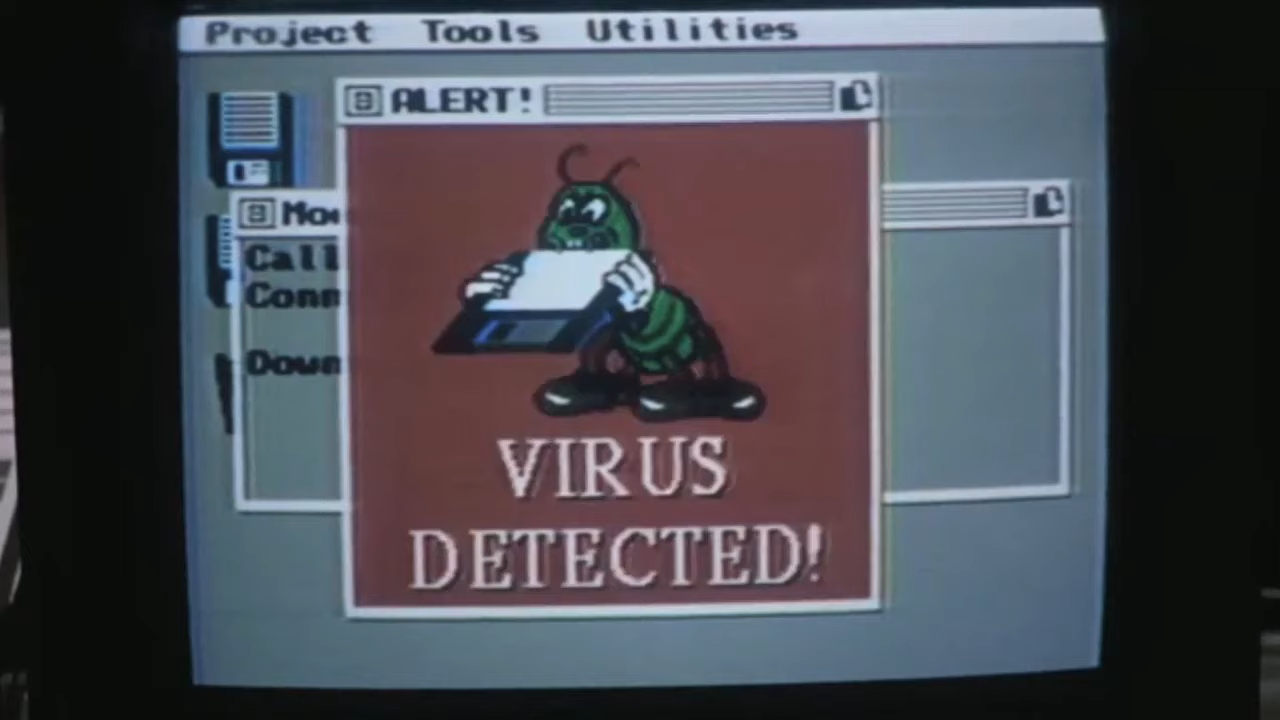 Project Tools Utilities
ALERT!
Call
Conn
Down
VIRUS
DETECTED!